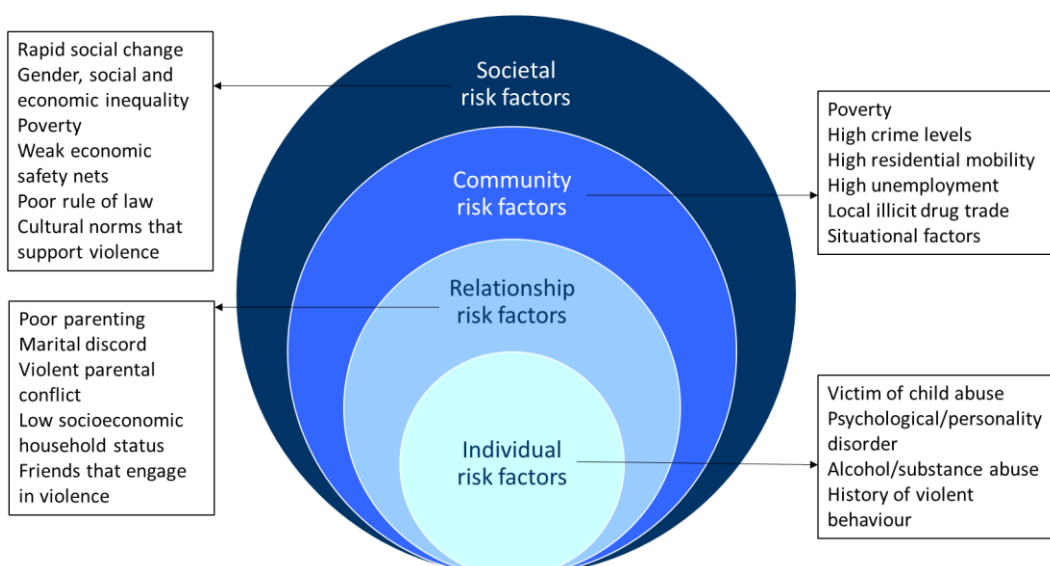 Rapid social change
Gender, social and
economic inequality
Poverty
Weak economic
safety nets
Poor rule of law
Cultural norms that
support violence
Societal
risk factors
Poverty
High crime levels
High residential mobility
High unemployment
Local illicit drug trade
Situational factors
Community
risk factors
Relationship
risk factors
Poor parenting
Marital discord
Violent parental
conflict
Low socioeconomic
household status
Friends that engage
in violence
Individual
risk factors
Victim of child abuse
Psychological/personality
disorder
Alcohol/substance abuse
History of violent
behaviour